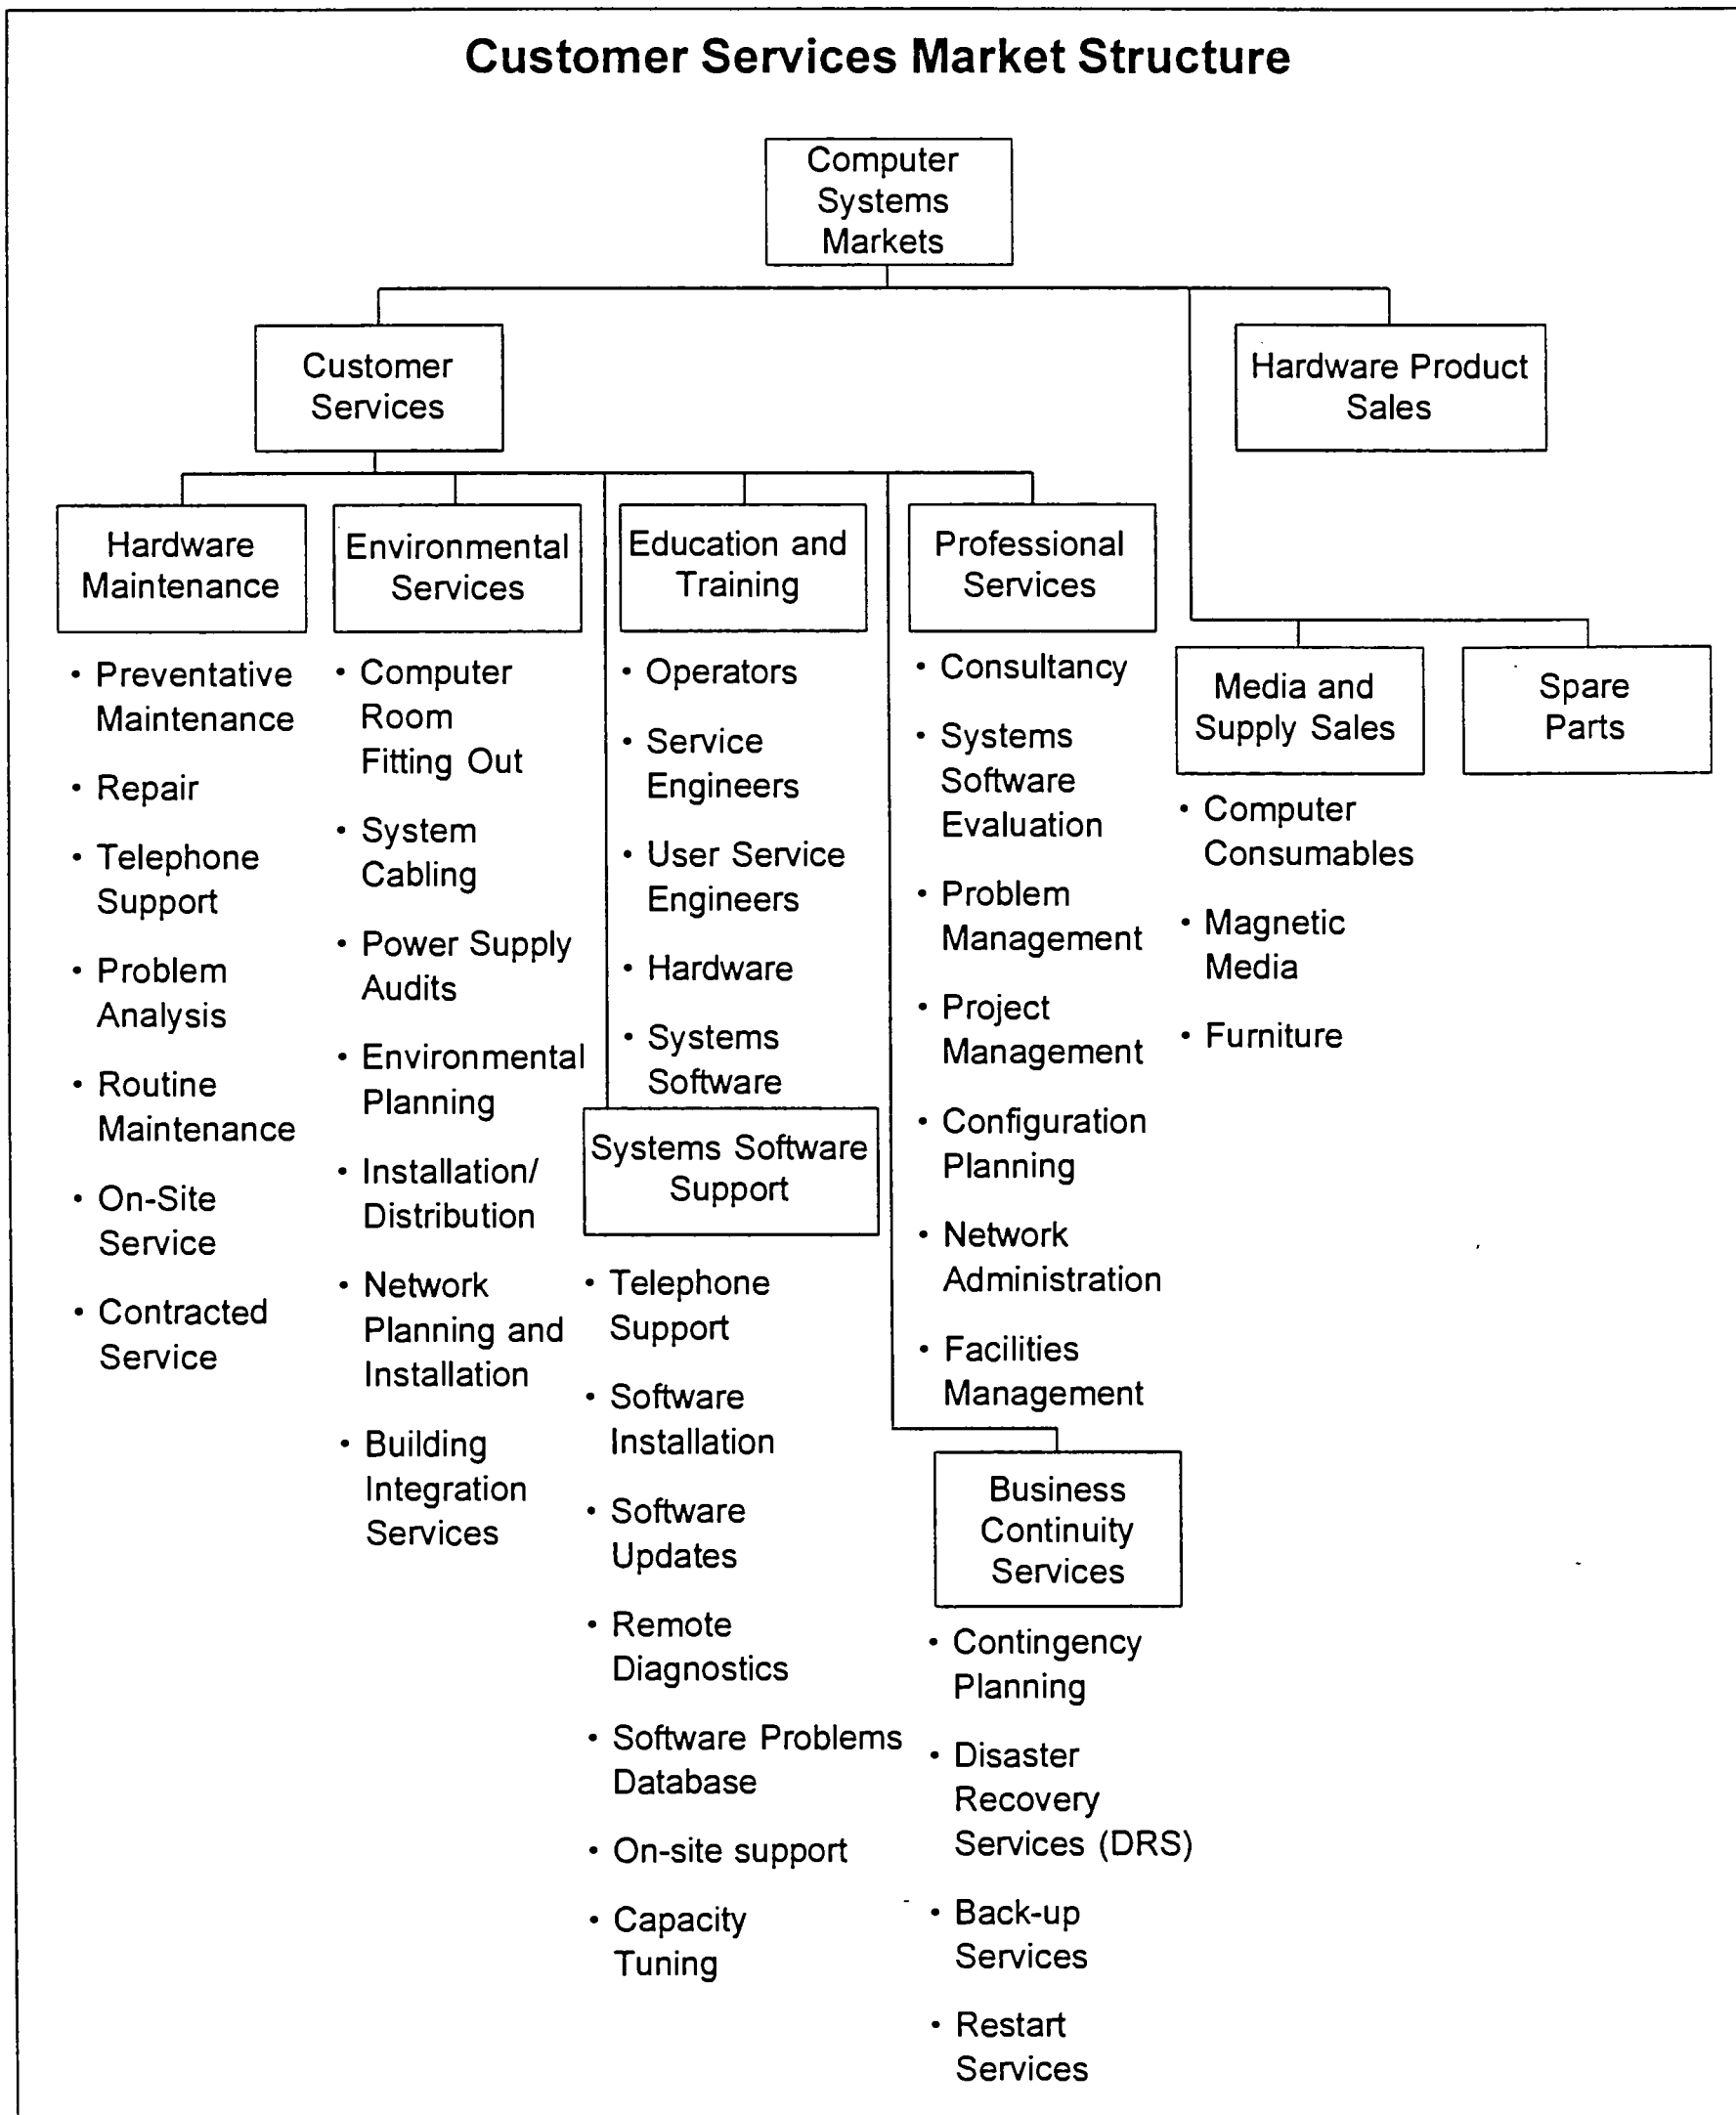 Customer Services Market Structure
Computer
Systems
Markets
Customer
Services
Hardware Product
Sales
Hardware
Maintenance
• Preventative
Maintenance
• Repair
• Telephone
Support
• Problem
Analysis
• Routine
Maintenance
• On-Site
Service
• Contracted
Service
Environmental
Services
• Computer
Room
Fitting Out
• System
Cabling
• Power Supply
Audits
• Environmental
Planning
• Installation/
Distribution
• Network
Planning and
Installation
• Building
Integration
Services
Education and
Training
• Operators
• Service
Engineers
• User Service
Engineers
• Hardware
• Systems
Software
Systems Software
Support
• Telephone
Support
• Software
Installation
• Software
Updates
• Remote
Diagnostics
• Software Problems
Database
• On-site support
• Capacity
Tuning
Professional
Services
• Consultancy
• Systems
Software
Evaluation
• Problem
Management
• Project
Management
• Configuration
Planning
• Network
Administration
• Facilities
Management
Business
Continuity
Services
• Contingency
Planning
• Disaster
Recovery
Services (DRS)
• Back-up
Services
• Restart
Services
Media and
Supply Sales
• Computer
Consumables
• Magnetic
Media
• Furniture
Spare
Parts